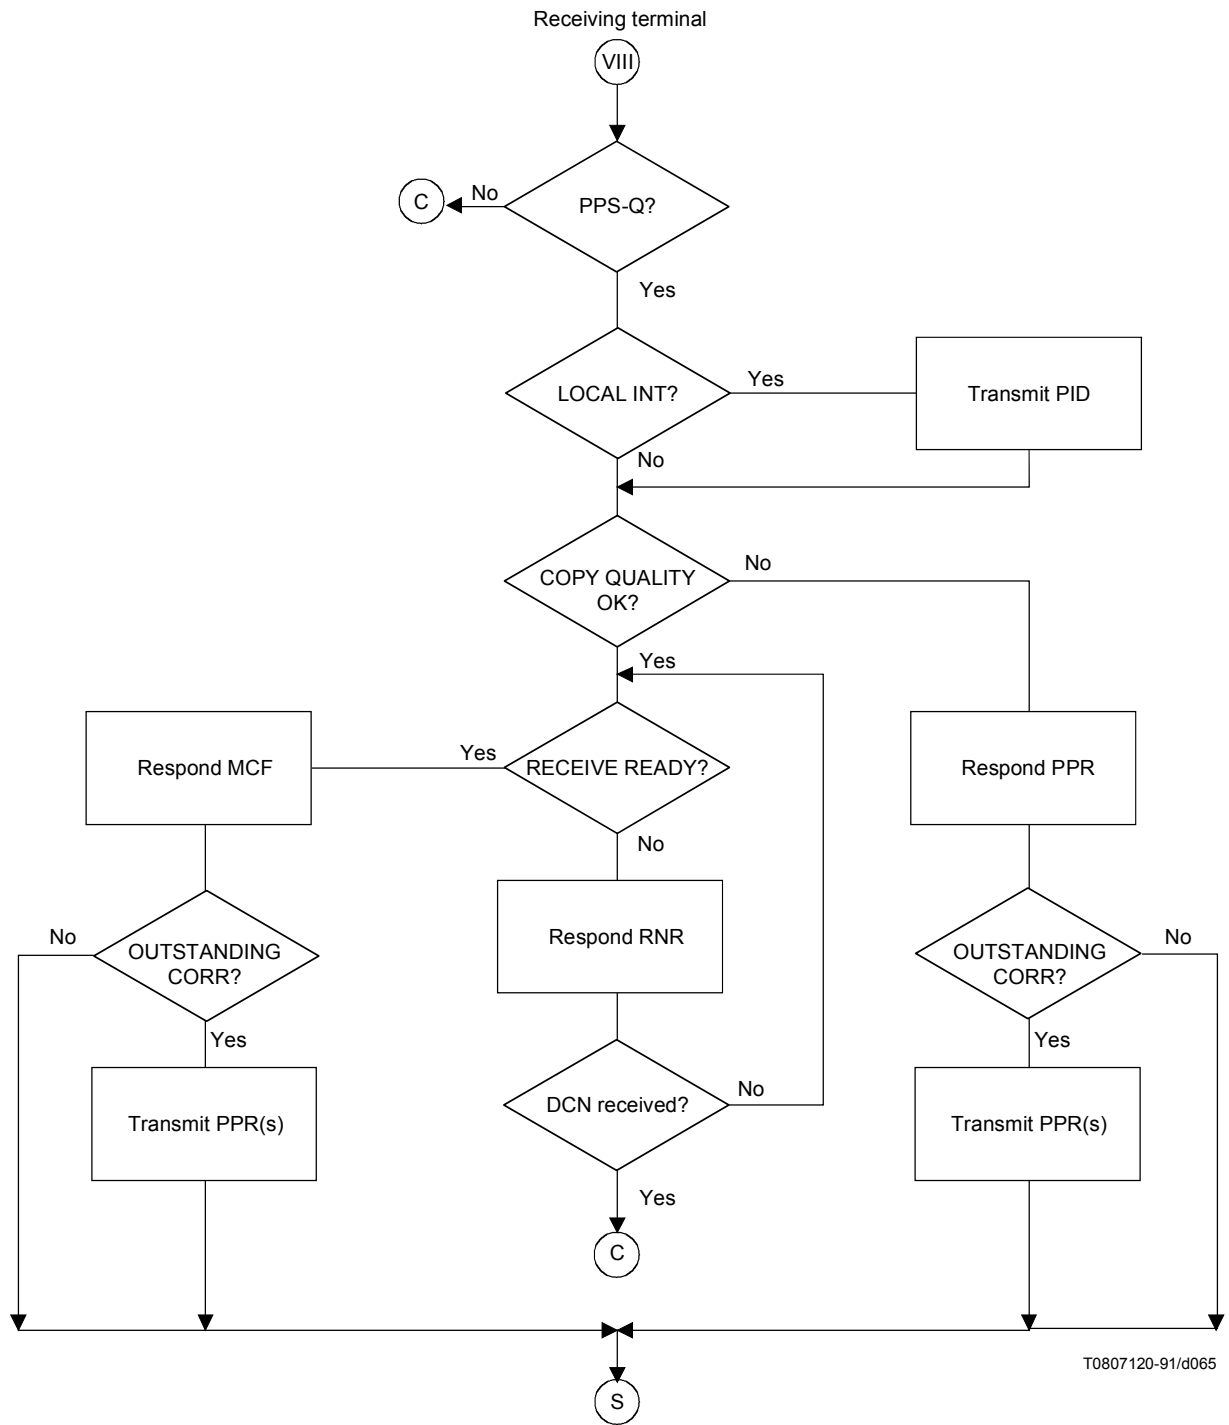 Receiving terminal
VIII
C
No
PPS-Q?
Yes
LOCAL INT?
Yes
Transmit PID
No
COPY QUALITY
OK?
No
Yes
Respond MCF
Yes
RECEIVE READY?
Respond PPR
No
No
OUTSTANDING
CORR?
Respond RNR
OUTSTANDING
CORR?
No
Yes
Yes
Transmit PPR(s)
DCN received?
No
Transmit PPR(s)
Yes
C
T0807120-91/d065
S